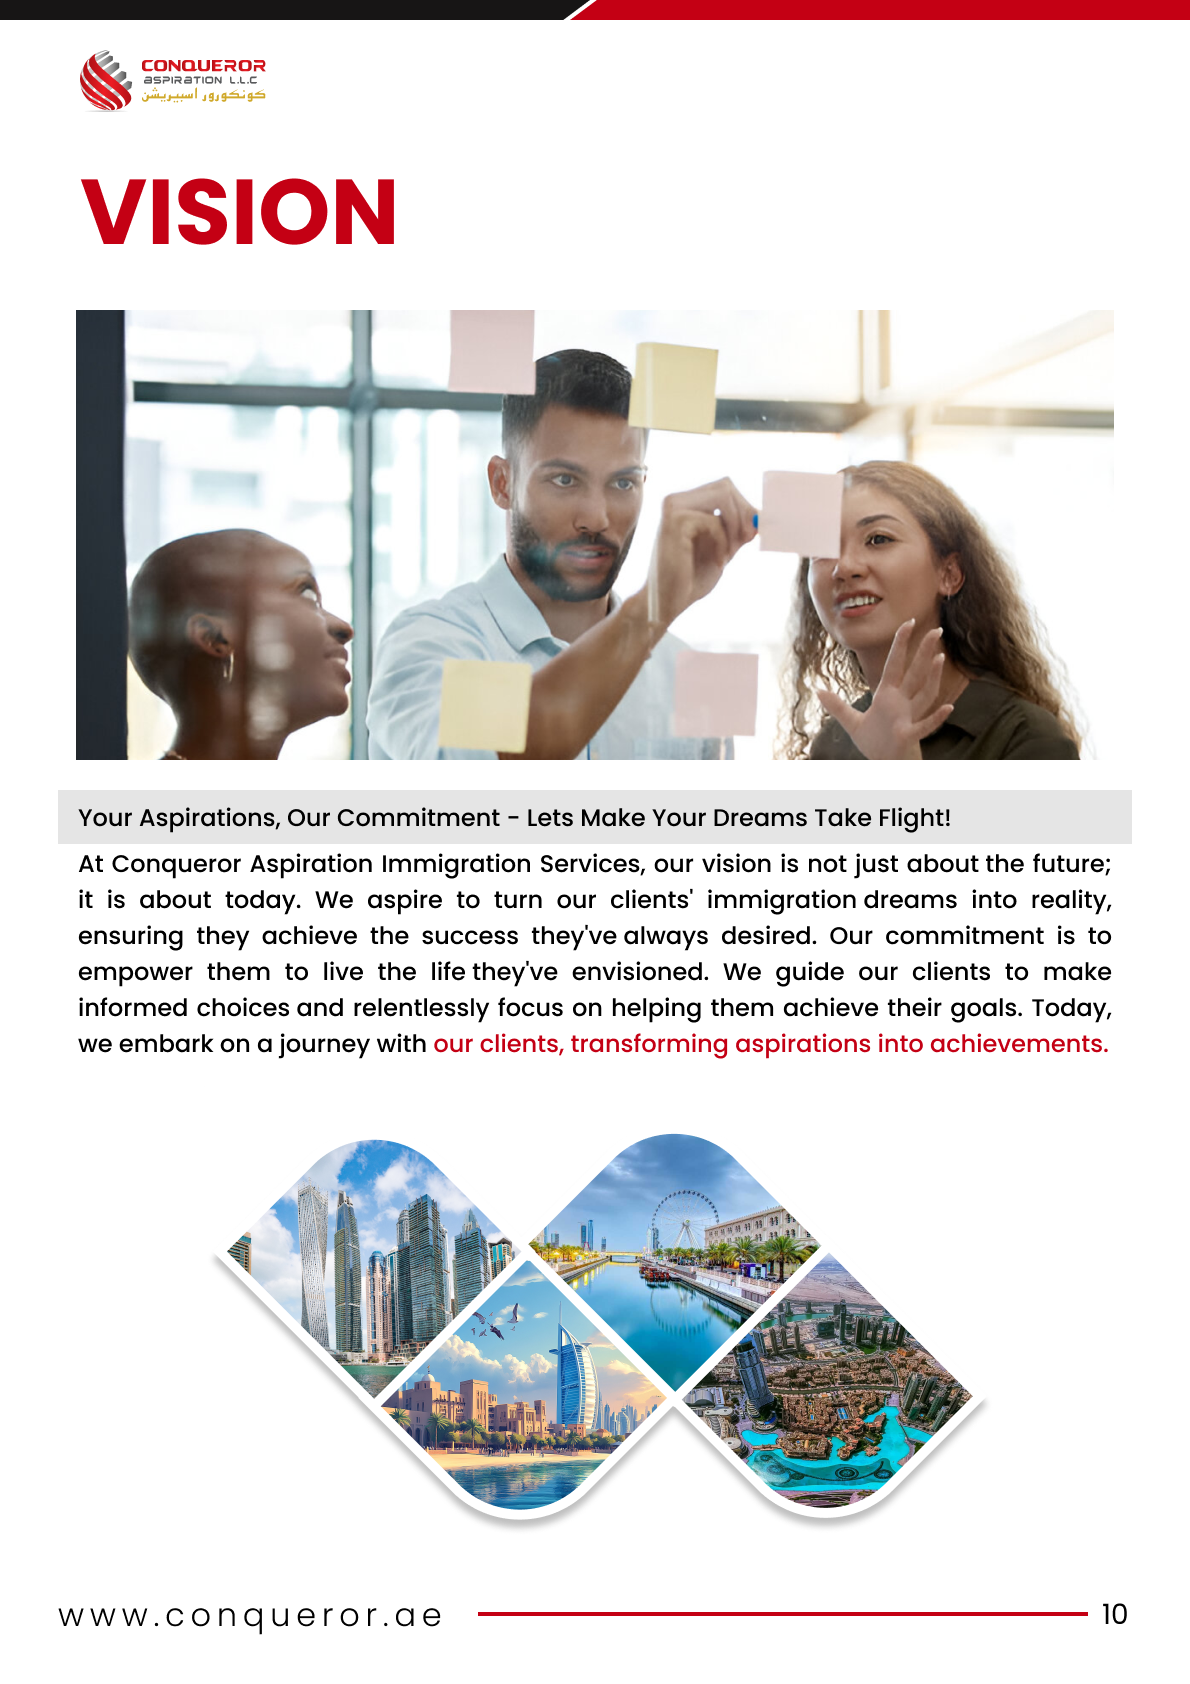 CONQUEROR
ASPIRATION L.L.C
كونكورور اسبيريشن
VISION
Your Aspirations, Our Commitment - Lets Make Your Dreams Take Flight!
At Conqueror Aspiration Immigration Services, our vision is not just about the future;
it is about today. We aspire to turn our clients' immigration dreams into reality,
ensuring they achieve the success they've always desired. Our commitment is to
empower them to live the life they've envisioned. We guide our clients to make
informed choices and relentlessly focus on helping them achieve their goals. Today,
we embark on a journey with our clients, transforming aspirations into achievements.
www.conqueror.ae
10